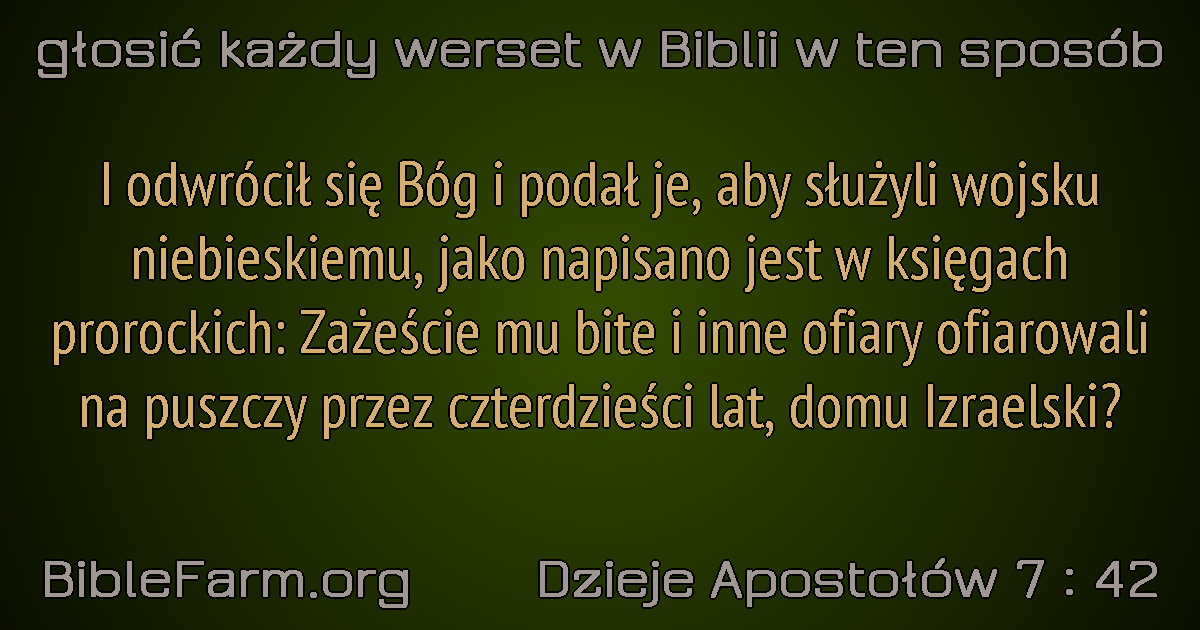 głosić każdy werset w Biblii w ten sposób
I odwrócił się Bóg i podał je, aby służyli wojsku
niebieskiemu, jako napisano jest w księgach
prorockich: Zażeście mu bite i inne ofiary ofiarowali
na puszczy przez czterdzieści lat, domu Izraelski?
BibleFarm.org Dzieje Apostołów 7 : 42